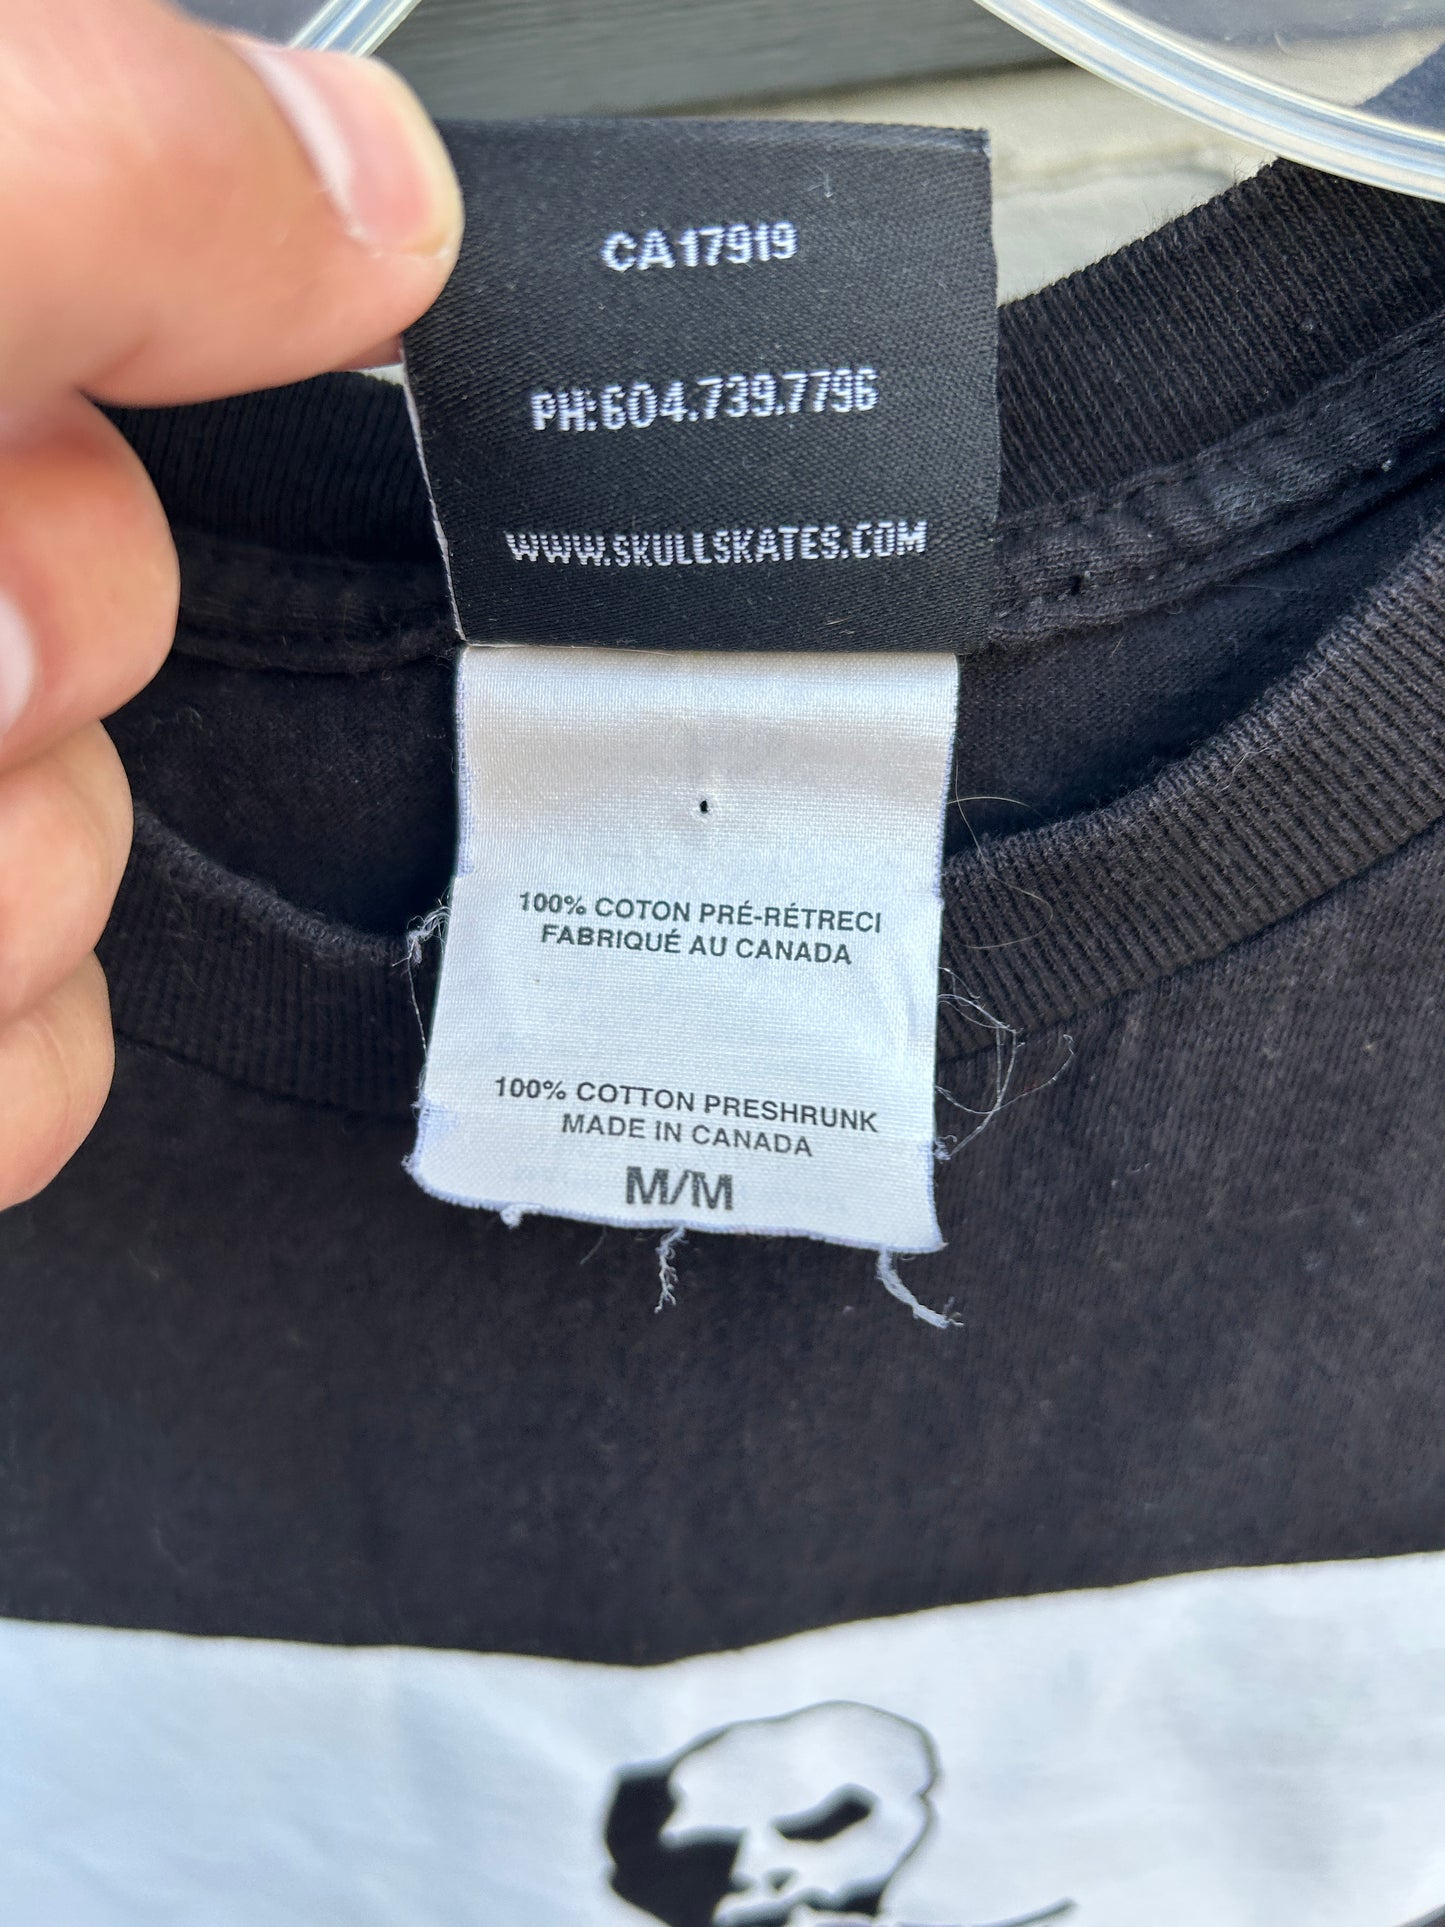 CA17919
PH:604.739.7796
WWW.SKULLSKATES.COM
100% COTON PRÉ-RÉTRECI
FABRIQUÉ AU CANADA
100% COTTON PRESHRUNK
MADE IN CANADA
M/M